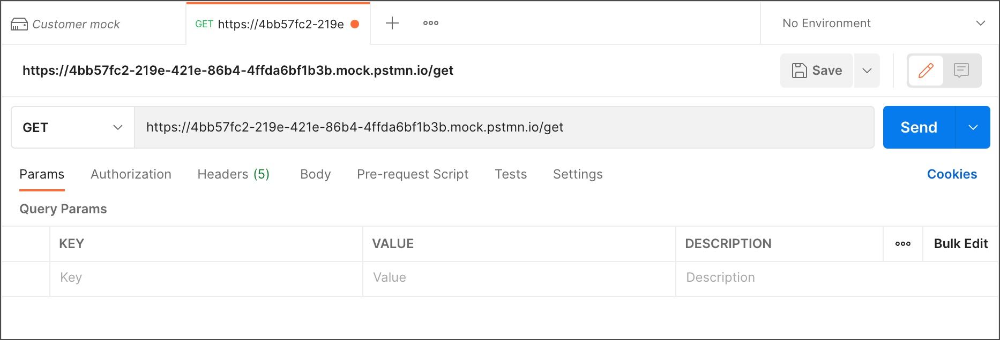 Customer mock
GET https://4bb57fc2-219e
No Environment
https://4bb57fc2-219e-421e-86b4-4ffda6bf1b3b.mock.pstmn.io/get
Save
GET
https://4bb57fc2-219e-421e-86b4-4ffda6bf1b3b.mock.pstmn.io/get
Send
Params Authorization Headers (5) Body Pre-request Script Tests Settings Cookies
Query Params
KEY VALUE DESCRIPTION Bulk Edit
Key Value Description